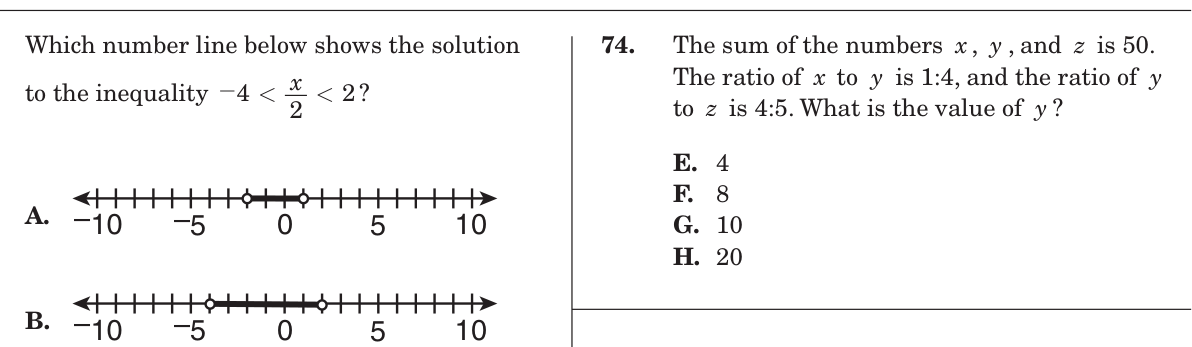 Which number line below shows the solution
to the inequality −4 < x/2 < 2?
A.
−10 −5 0 5 10
B.
−10 −5 0 5 10
74. The sum of the numbers x, y, and z is 50.
The ratio of x to y is 1:4, and the ratio of y
to z is 4:5. What is the value of y?
E. 4
F. 8
G. 10
H. 20